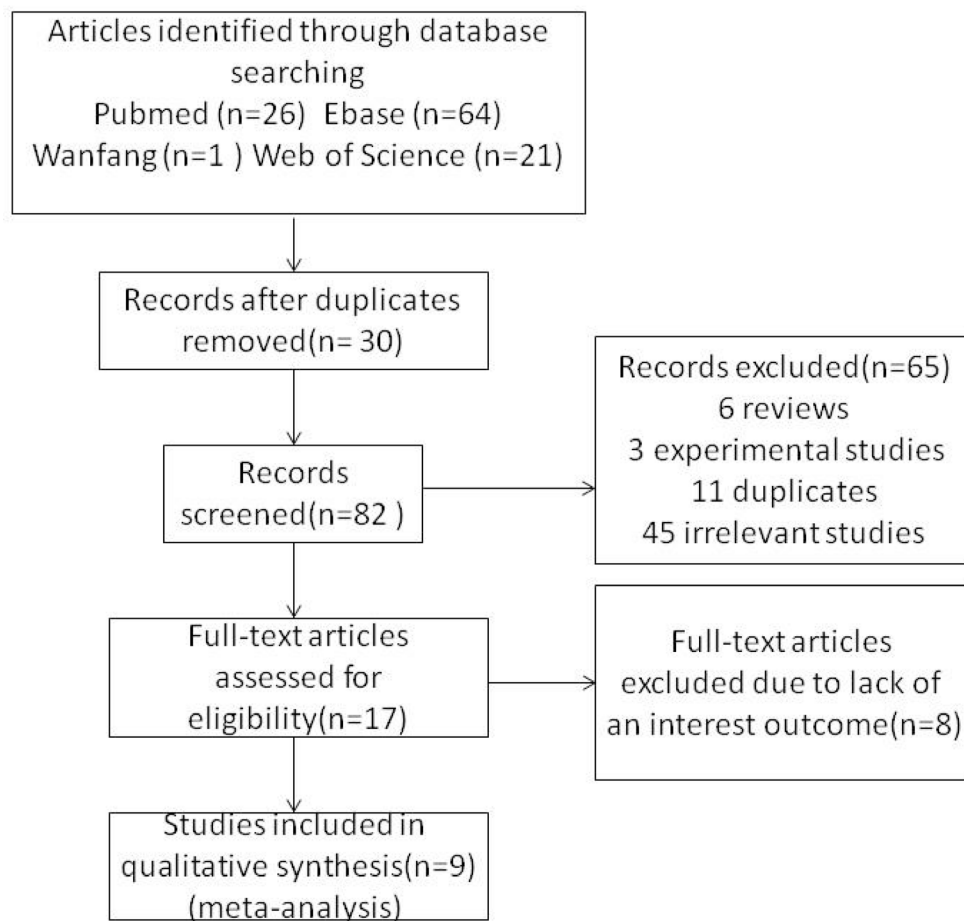 Articles identified through database
searching
Pubmed (n=26) Ebase (n=64)
Wanfang (n=1 ) Web of Science (n=21)
Records after duplicates
removed(n= 30)
Records
screened(n=82 )
Records excluded(n=65)
6 reviews
3 experimental studies
11 duplicates
45 irrelevant studies
Full-text articles
assessed for
eligibility(n=17)
Full-text articles
excluded due to lack of
an interest outcome(n=8)
Studies included in
qualitative synthesis(n=9)
(meta-analysis)